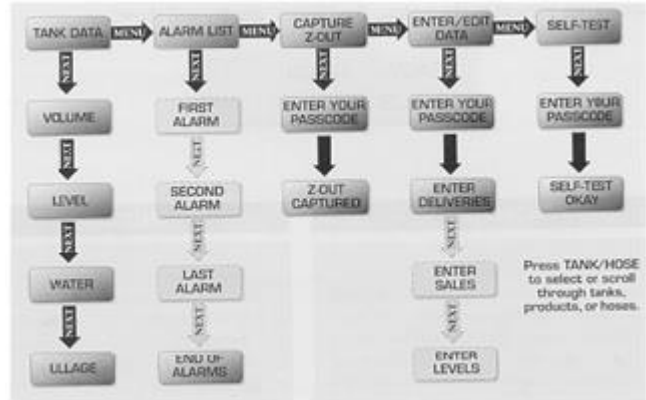 TANK DATA
MENU
ALARM LIST
MENU
CAPTURE
Z-OUT
MENU
ENTER/EDIT
DATA
MENU
SELF-TEST
NEXT
NEXT
NEXT
NEXT
NEXT
VOLUME
FIRST
ALARM
ENTER YOUR
PASSCODE
ENTER YOUR
PASSCODE
ENTER YOUR
PASSCODE
NEXT
NEXT
LEVEL
SECOND
ALARM
Z-OUT
CAPTURED
ENTER
DELIVERIES
SELF-TEST
OKAY
NEXT
NEXT
NEXT
WATER
LAST
ALARM
ENTER
SALES
Press TANK/HOSE
to select or scroll
through tanks,
products, or hoses.
NEXT
NEXT
NEXT
ULLAGE
END OF
ALARMS
ENTER
LEVELS